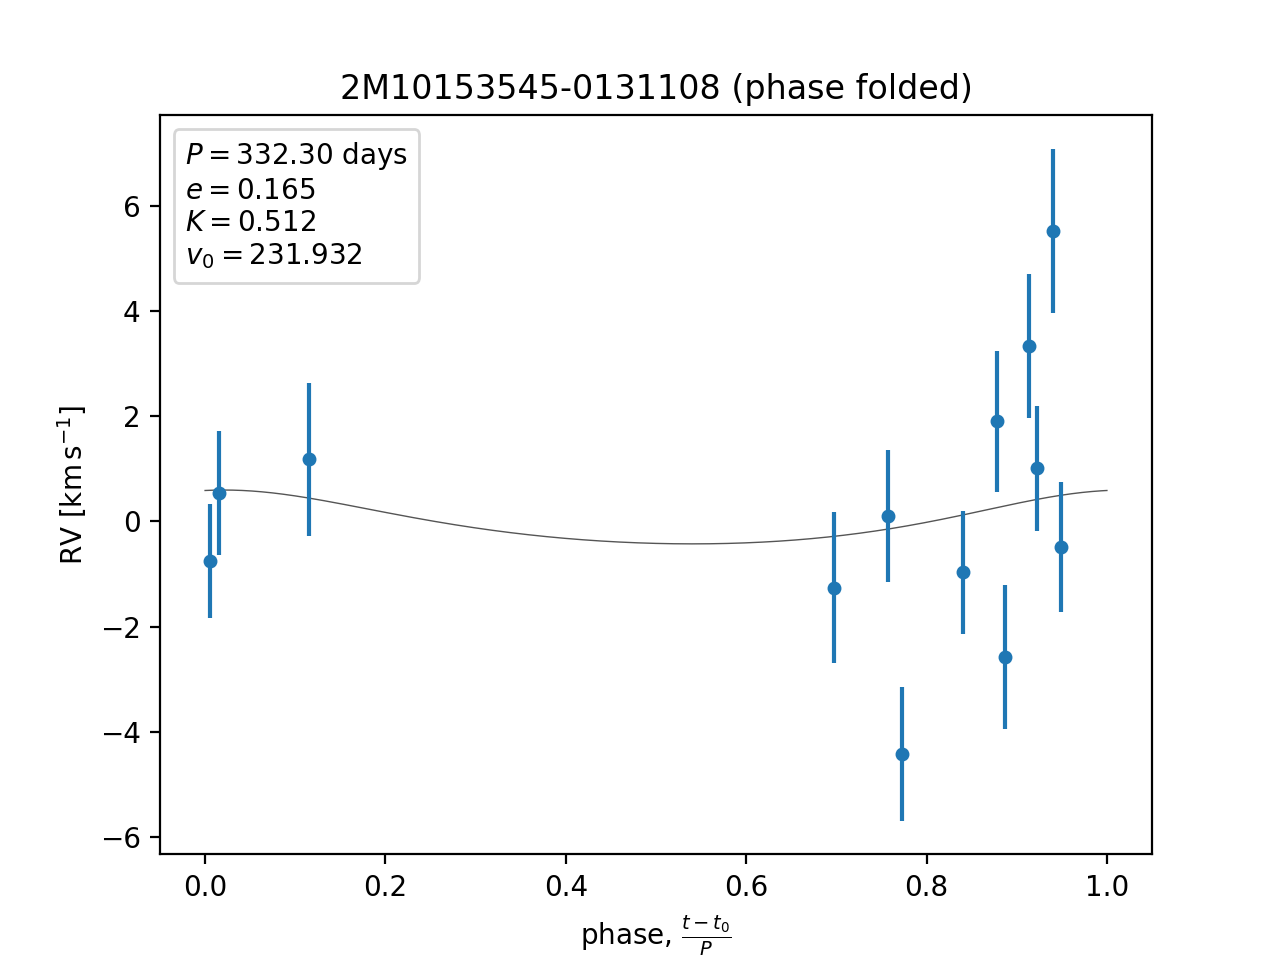 2M10153545-0131108 (phase folded)
P = 332.30 days
e = 0.165
K = 0.512
v₀ = 231.932
6
4
2
0
−2
−4
−6
RV [km s⁻¹]
0.0 0.2 0.4 0.6 0.8 1.0
phase, (t − t₀)/P